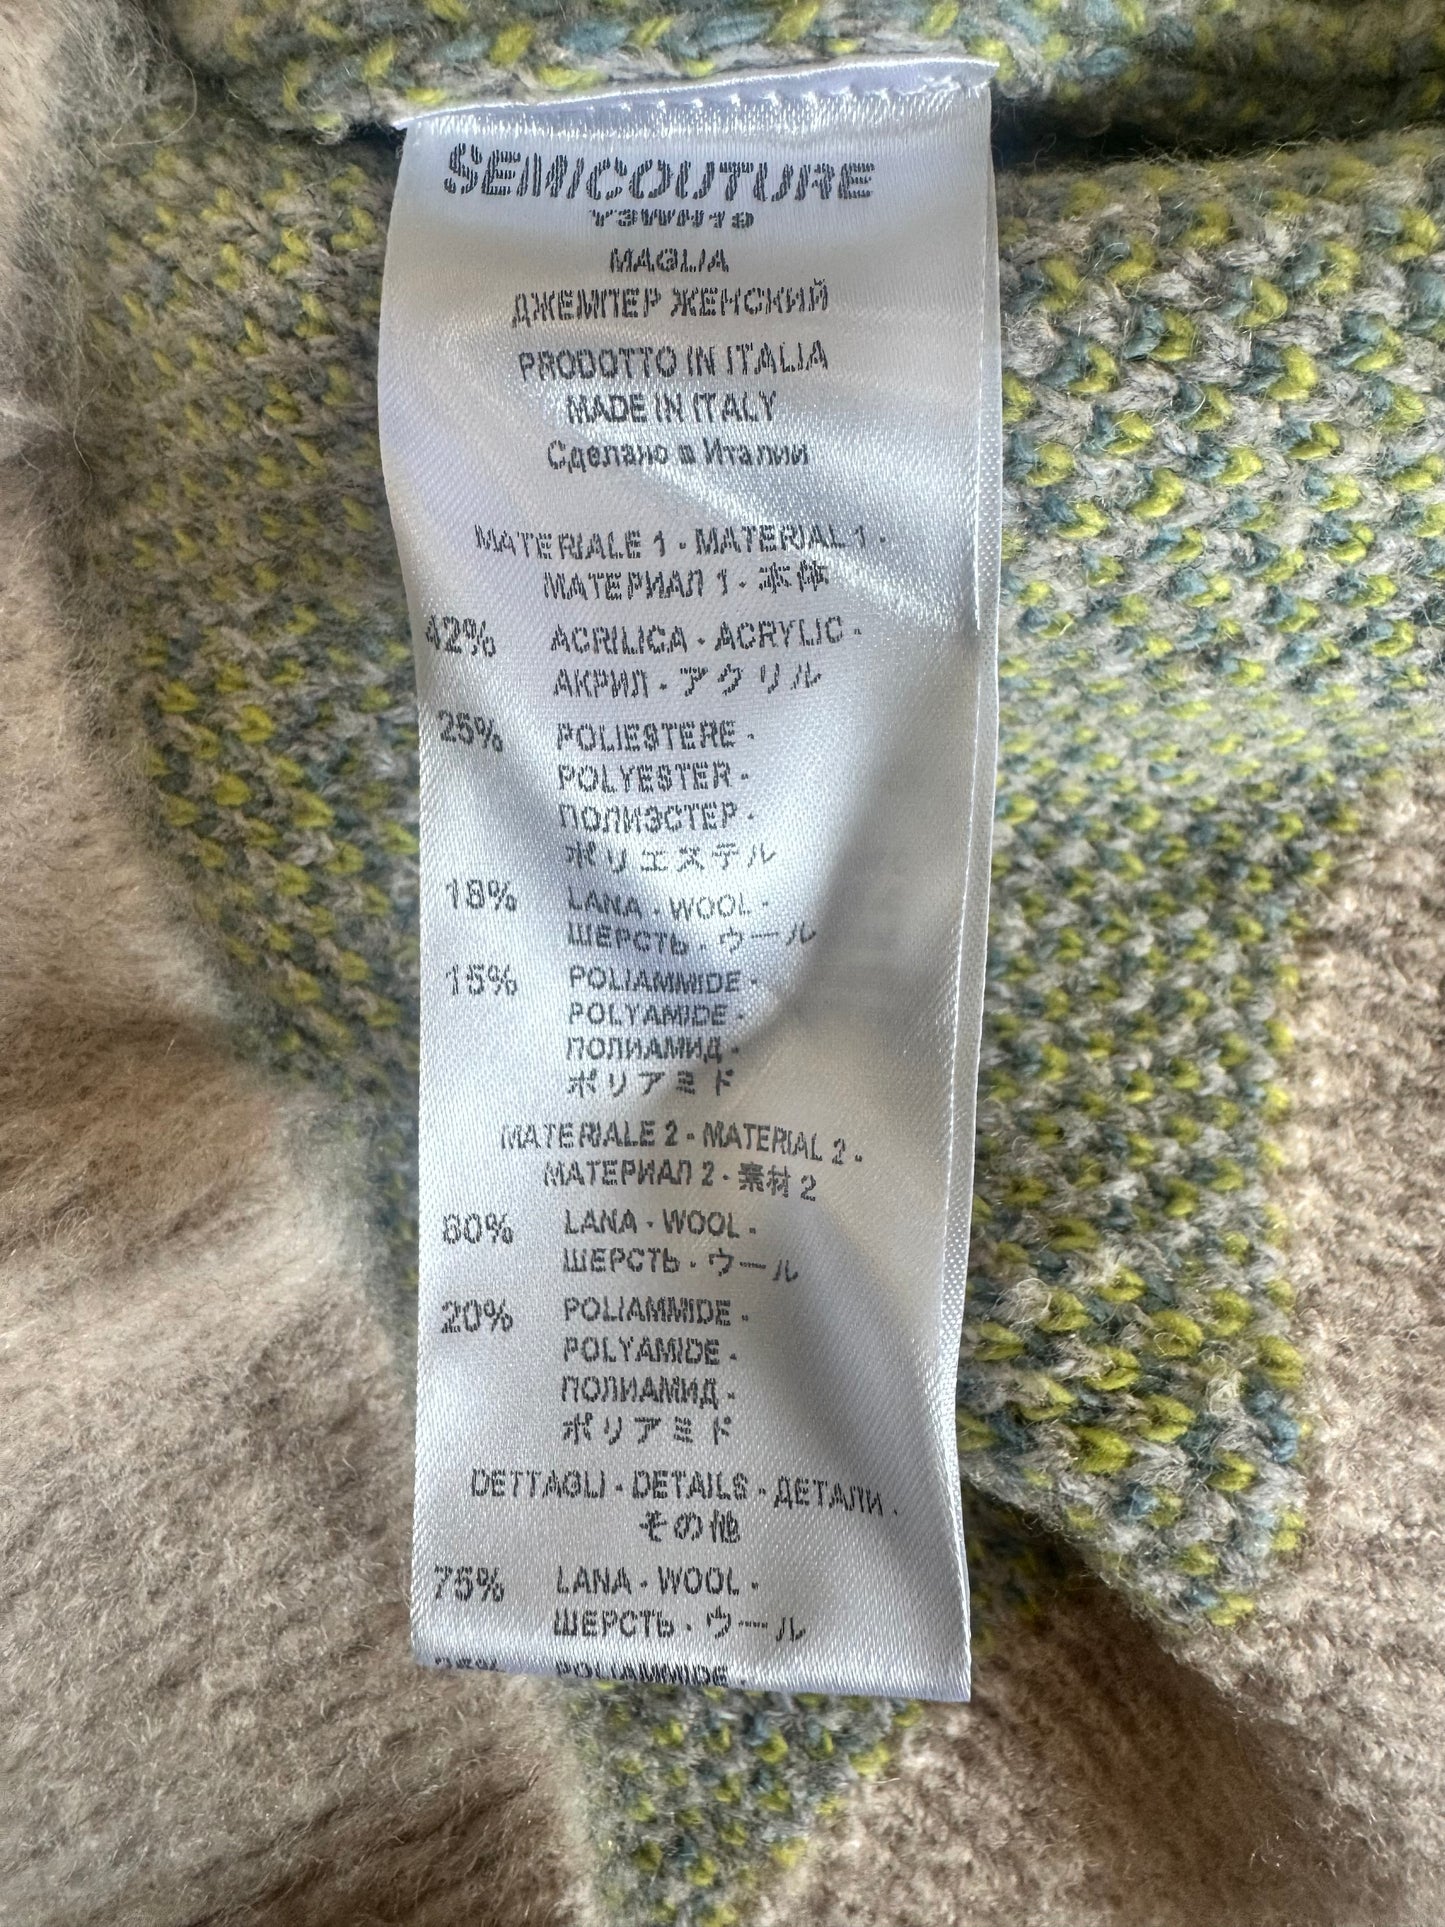 SEMICOUTURE
Y3WN19
MAGLIA
ДЖЕМПЕР ЖЕНСКИЙ
PRODOTTO IN ITALIA
MADE IN ITALY
Сделано в Италии
MATERIALE 1 - MATERIAL 1 -
МАТЕРИАЛ 1 - 本体
42% ACRILICA - ACRYLIC -
АКРИЛ - アクリル
25% POLIESTERE -
POLYESTER -
ПОЛИЭСТЕР -
ポリエステル
18% LANA - WOOL -
ШЕРСТЬ - ウール
15% POLIAMMIDE -
POLYAMIDE -
ПОЛИАМИД -
ポリアミド
MATERIALE 2 - MATERIAL 2 -
МАТЕРИАЛ 2 - 素材 2
80% LANA - WOOL -
ШЕРСТЬ - ウール
20% POLIAMMIDE -
POLYAMIDE -
ПОЛИАМИД -
ポリアミド
DETTAGLI - DETAILS - ДЕТАЛИ -
その他
75% LANA - WOOL -
ШЕРСТЬ - ウール
25% POLIAMMIDE -